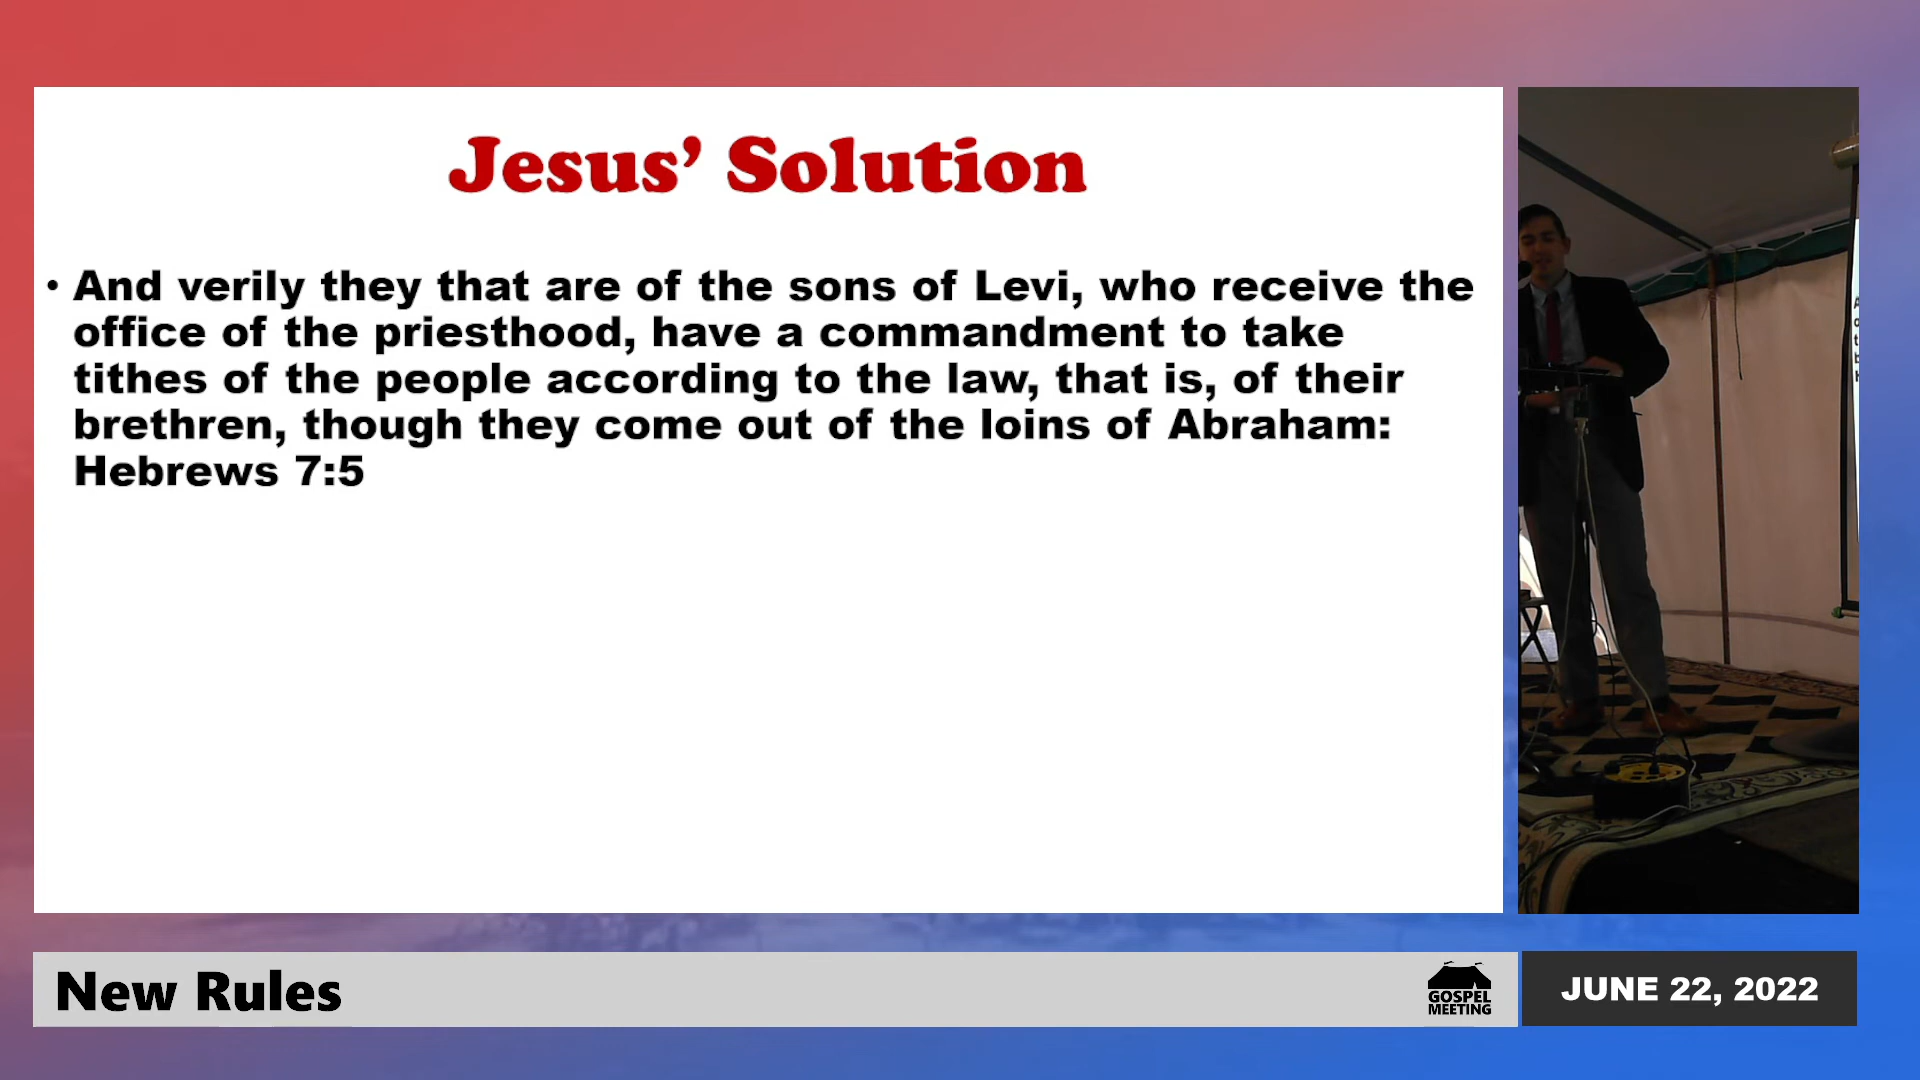 Jesus’ Solution
• And verily they that are of the sons of Levi, who receive the
office of the priesthood, have a commandment to take
tithes of the people according to the law, that is, of their
brethren, though they come out of the loins of Abraham:
Hebrews 7:5
New Rules
GOSPEL
MEETING
JUNE 22, 2022